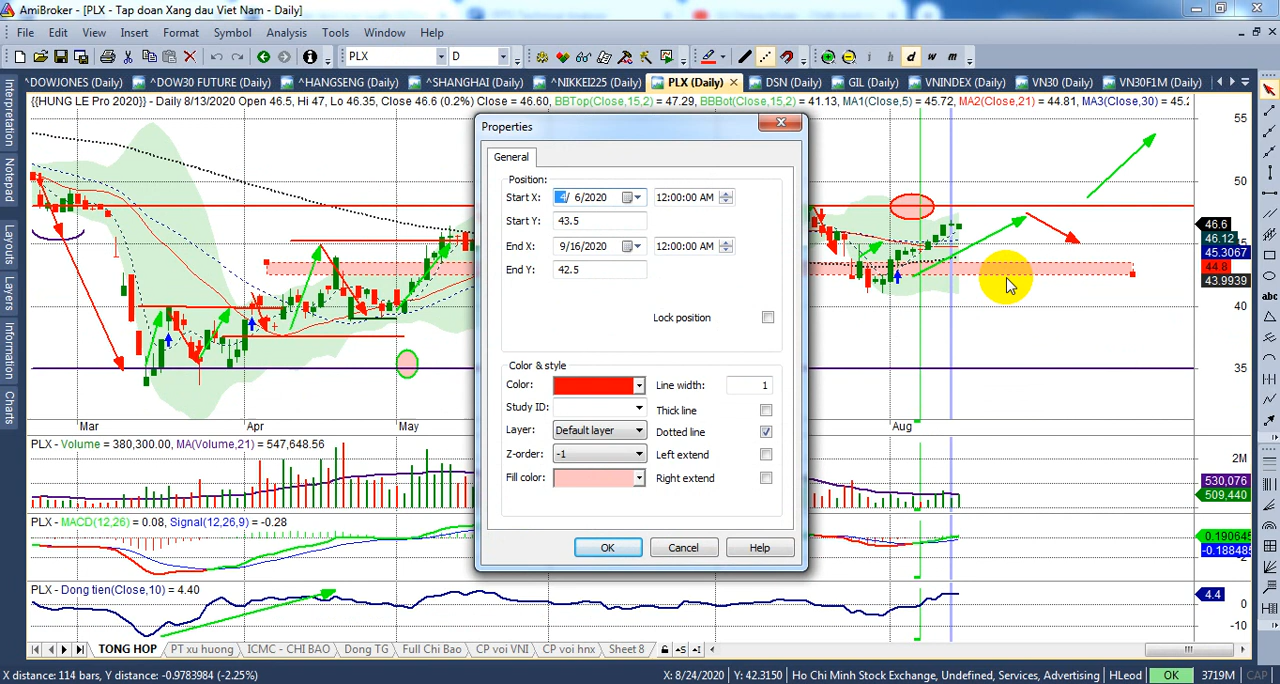 AmiBroker - [PLX - Tap doan Xang dau Viet Nam - Daily]
File Edit View Insert Format Symbol Analysis Tools Window Help
PLX D i h d w m
^DOWJONES (Daily) ^DOW30 FUTURE (Daily) ^HANGSENG (Daily) ^SHANGHAI (Daily) ^NIKKEI225 (Daily) PLX (Daily) DSN (Daily) GIL (Daily) VNINDEX (Daily) VN30 (Daily) VN30F1M (Daily)
{{HUNG LE Pro 2020}} - Daily 8/13/2020 Open 46.5, Hi 47, Lo 46.35, Close 46.6 (0.2%) Close = 46.60, BBTop(Close,15,2) = 47.29, BBBot(Close,15,2) = 41.13, MA1(Close,5) = 45.72, MA2(Close,21) = 44.81, MA3(Close,30) = 45.2
Interpretation
Notepad
Layouts
Layers
Information
Charts
Properties
General
Position:
Start X: 4/ 6/2020 12:00:00 AM
Start Y: 43.5
End X: 9/16/2020 12:00:00 AM
End Y: 42.5
Lock position
Color & style
Color: Line width: 1
Study ID: Thick line
Layer: Default layer Dotted line
Z-order: -1 Left extend
Fill color: Right extend
OK Cancel Help
55
50
46.6
46.12
45.3067
44.8
43.9939
40
35
abc
Mar Apr May Aug
PLX - Volume = 380,300.00, MA(Volume,21) = 547,648.56
2M
530,076
509,440
PLX - MACD(12,26) = 0.08, Signal(12,26,9) = -0.28
0.190645
-0.188485
PLX - Dong tien(Close,10) = 4.40
4.4
0
-10
TONG HOP PT xu huong ICMC - CHI BAO Dong TG Full Chi Bao CP voi VNI CP voi hnx Sheet 8
X distance: 114 bars, Y distance: -0.9783984 (-2.25%) X: 8/24/2020 Y: 42.3150 Ho Chi Minh Stock Exchange, Undefined, Services, Advertising HLeod OK 3719M CAP